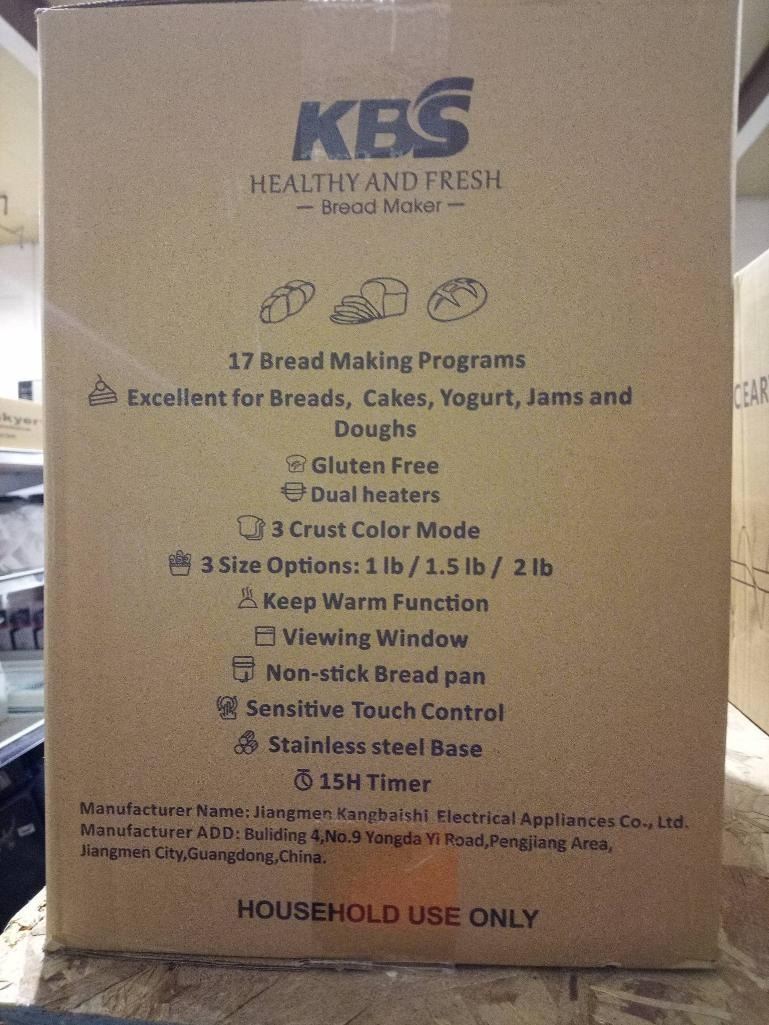 KBS
HEALTHY AND FRESH
— Bread Maker —
17 Bread Making Programs
Excellent for Breads, Cakes, Yogurt, Jams and
Doughs
Gluten Free
Dual heaters
3 Crust Color Mode
3 Size Options: 1 lb / 1.5 lb / 2 lb
Keep Warm Function
Viewing Window
Non-stick Bread pan
Sensitive Touch Control
Stainless steel Base
15H Timer
Manufacturer Name: Jiangmen Kangbaishi Electrical Appliances Co., Ltd.
Manufacturer ADD: Buliding 4,No.9 Yongda Yi Road,Pengjiang Area,
Jiangmen City,Guangdong,China.
HOUSEHOLD USE ONLY